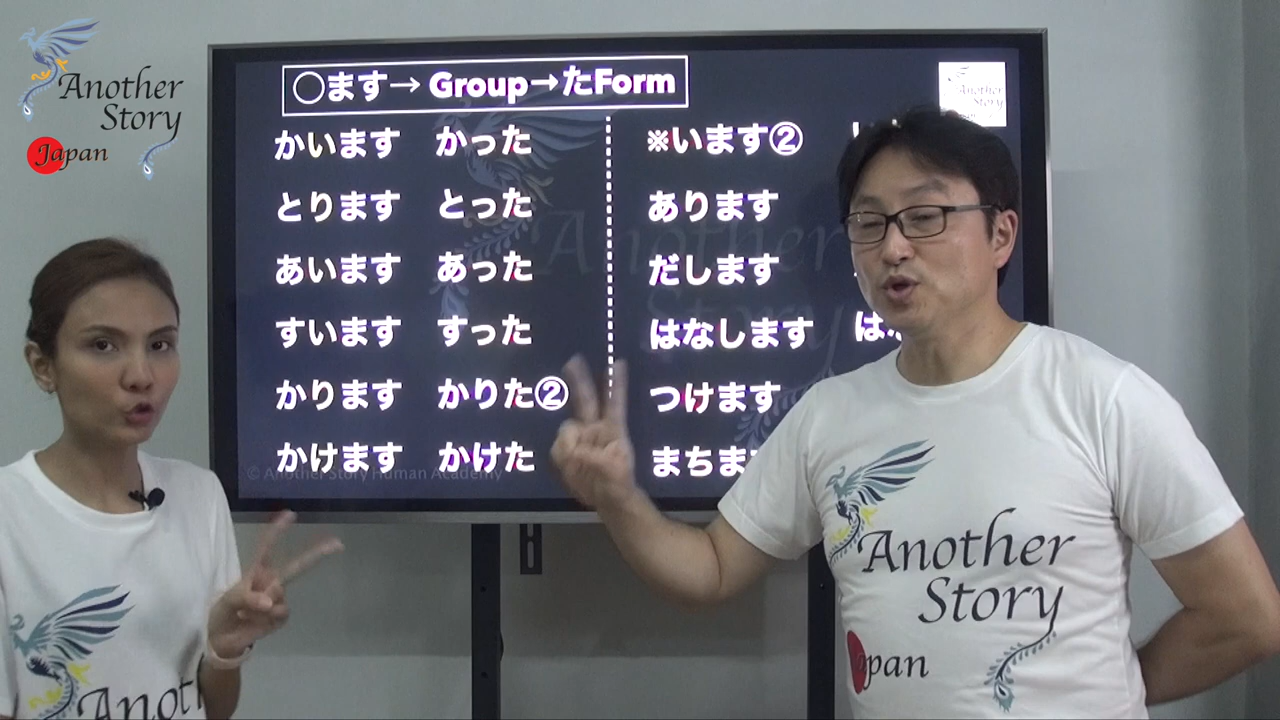 Another
Story
Japan
○ます→ Group→たForm
Another
Story
かいます かった
とります とった
あいます あった
すいます すった
かります かりた②
かけます かけた
※います②
あります
だします
はなします
つけます
まちま
© Another Story Human Academy
Another
Story
Japan